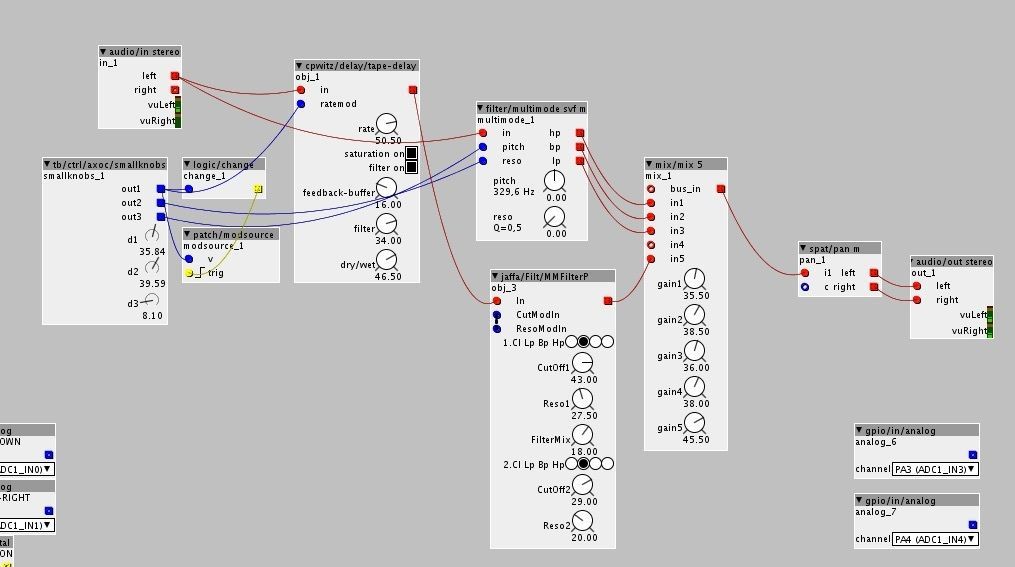 ▼ audio/in stereo
in_1
left
right
vuLeft
vuRight
▼ cpwitz/delay/tape-delay
obj_1
in
ratemod
rate
50.50
saturation on
filter on
feedback-buffer
16.00
filter
34.00
dry/wet
46.50
▼ filter/multimode svf m
multimode_1
in hp
pitch bp
reso lp
pitch
329,6 Hz 0.00
reso
Q=0,5 0.00
▼ tb/ctrl/axoc/smallknobs
smallknobs_1
out1
out2
out3
d1
35.84
d2
39.59
d3
8.10
▼ logic/change
change_1
▼ patch/modsource
modsource_1
v
trig
▼ mix/mix 5
mix_1
bus_in
in1
in2
in3
in4
in5
gain1
35.50
gain2
38.50
gain3
36.00
gain4
38.00
gain5
45.50
▼ jaffa/Filt/MMFilterP
obj_3
In
CutModIn
ResoModIn
1.Cl Lp Bp Hp
CutOff1
43.00
Reso1
27.50
FilterMix
18.00
2.Cl Lp Bp Hp
CutOff2
29.00
Reso2
20.00
▼ spat/pan m
pan_1
i1 left
c right
audio/out stereo
out_1
left
right
vuLeft
vuRight
og
OWN
ADC1_IN0) ▼
og
-RIGHT
ADC1_IN1) ▼
tal
ON
▼ gpio/in/analog
analog_6
channel PA3 (ADC1_IN3) ▼
▼ gpio/in/analog
analog_7
channel PA4 (ADC1_IN4) ▼